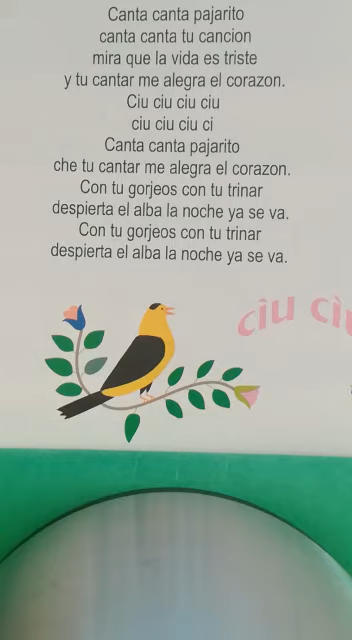 Canta canta pajarito
canta canta tu cancion
mira que la vida es triste
y tu cantar me alegra el corazon.
Ciu ciu ciu ciu
ciu ciu ciu ci
Canta canta pajarito
che tu cantar me alegra el corazon.
Con tu gorjeos con tu trinar
despierta el alba la noche ya se va.
Con tu gorjeos con tu trinar
despierta el alba la noche ya se va.
cìu cìu